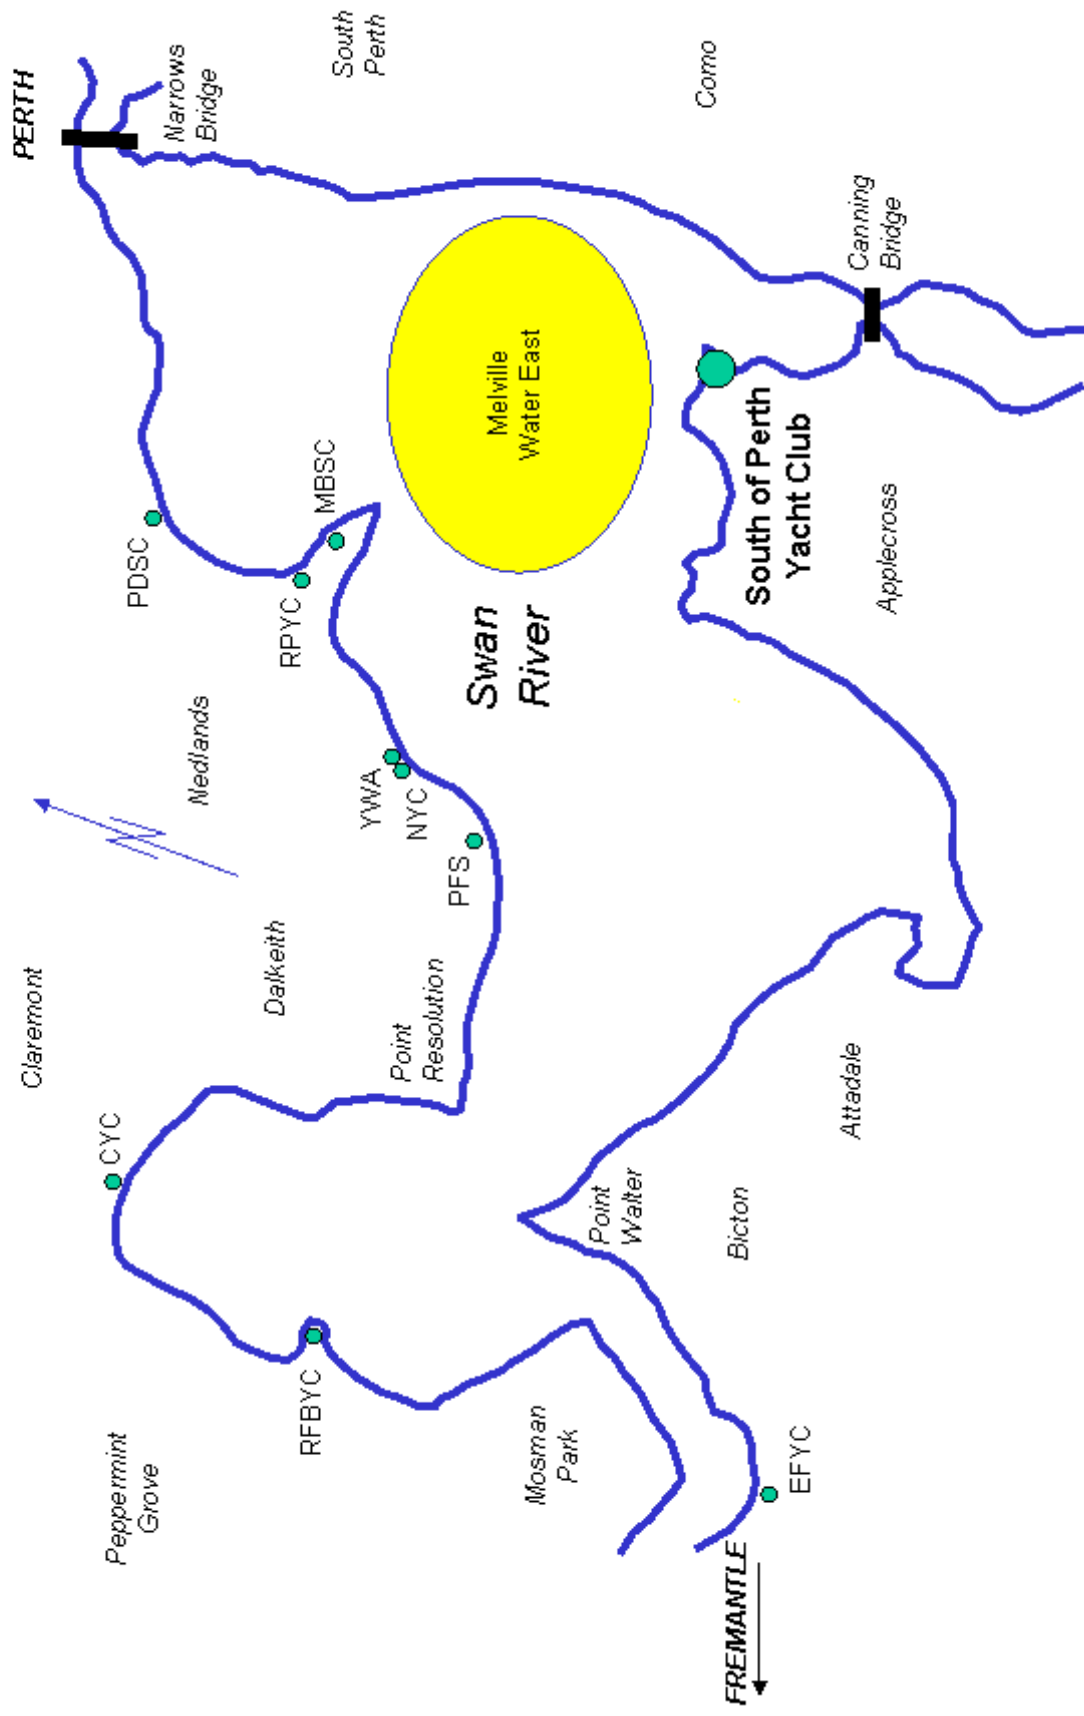 PERTH
Claremont
CYC
Peppermint
Grove
PDSC
Narrows
Bridge
Nedlands
Dalkeith
RPYC
RFBYC
MBSC
South
Perth
YWA
NYC
Point
Resolution
PFS
Swan
River
Melville
Water East
Mosman
Park
Point
Walter
Como
FREMANTLE
Bicton
South of Perth
Yacht Club
EFYC
Attadale
Canning
Bridge
Applecross